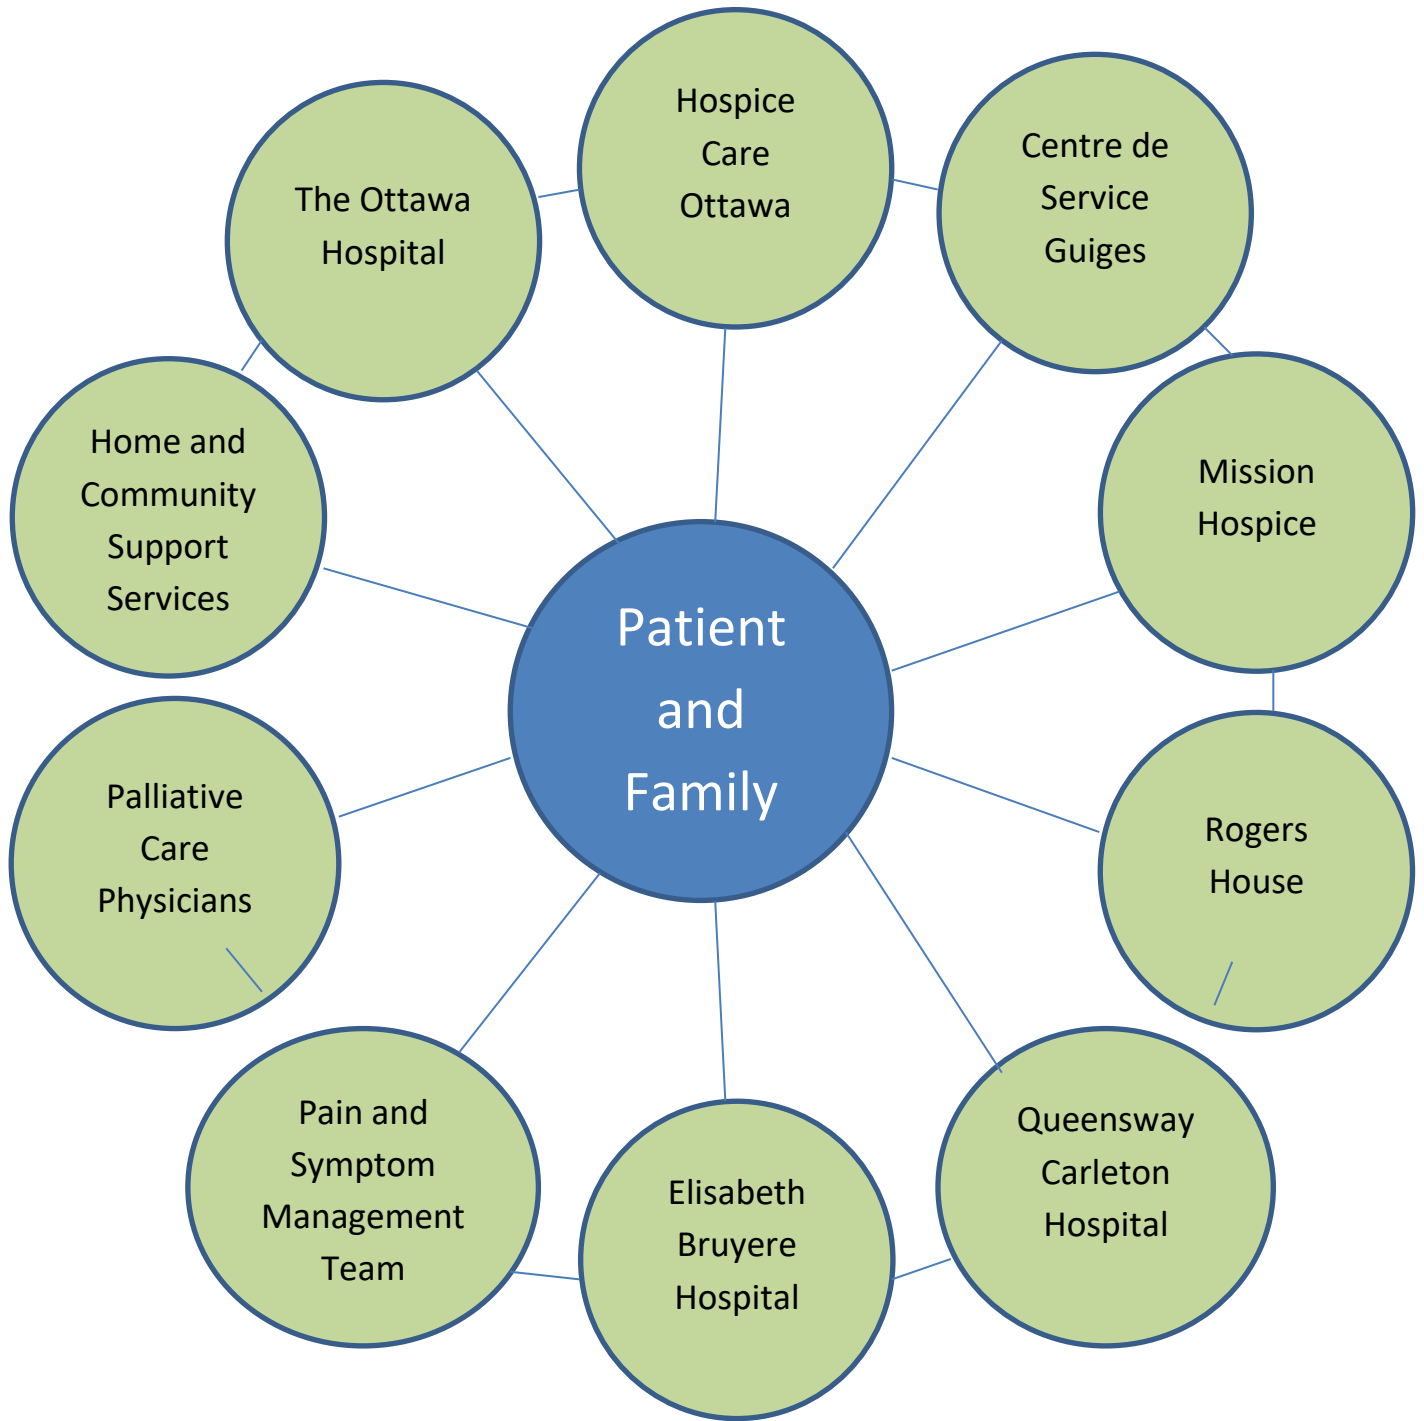 Hospice
Care
Ottawa
Centre de
Service
Guiges
Mission
Hospice
Rogers
House
Queensway
Carleton
Hospital
Elisabeth
Bruyere
Hospital
Pain and
Symptom
Management
Team
Palliative
Care
Physicians
Home and
Community
Support
Services
The Ottawa
Hospital
Patient
and
Family